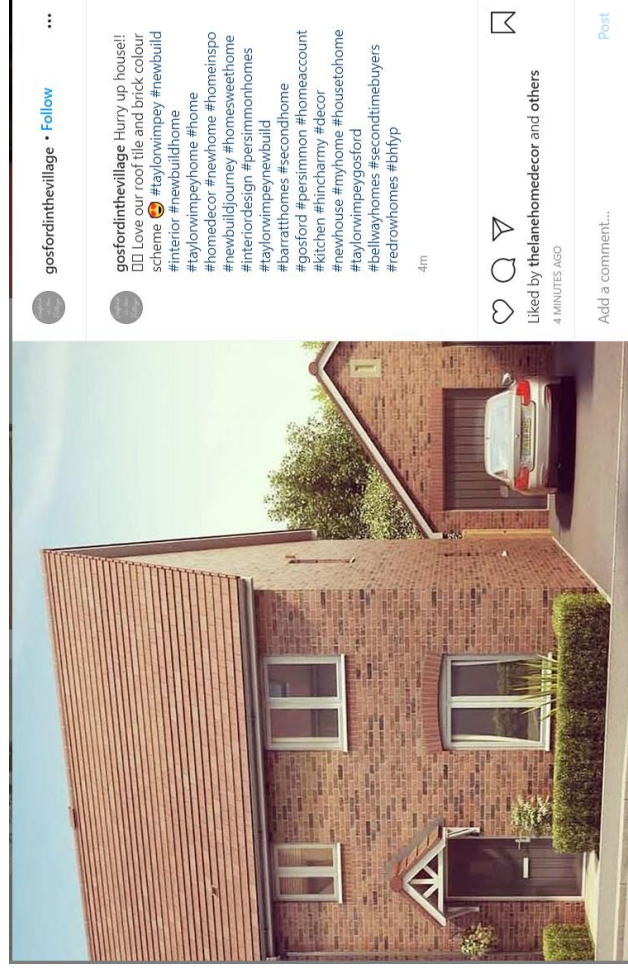 gosfordinthevillage • Follow
gosfordinthevillage Hurry up house!!
Love our roof tile and brick colour
scheme 😍 #taylorwimpey #newbuild
#interior #newbuildhome
#taylorwimpeyhome #home
#homedecor #newhome #homeinspo
#newbuildjourney #homesweethome
#interiordesign #persimmonhomes
#taylorwimpeynewbuild
#barratthomes #secondhome
#gosford #persimmon #homeaccount
#kitchen #hincharmy #decor
#newhouse #myhome #housetohome
#taylorwimpeygosford
#bellwayhomes #secondtimebuyers
#redrowhomes #bhfyp
4m
Liked by thelanehomedecor and others
4 MINUTES AGO
Add a comment...
Post